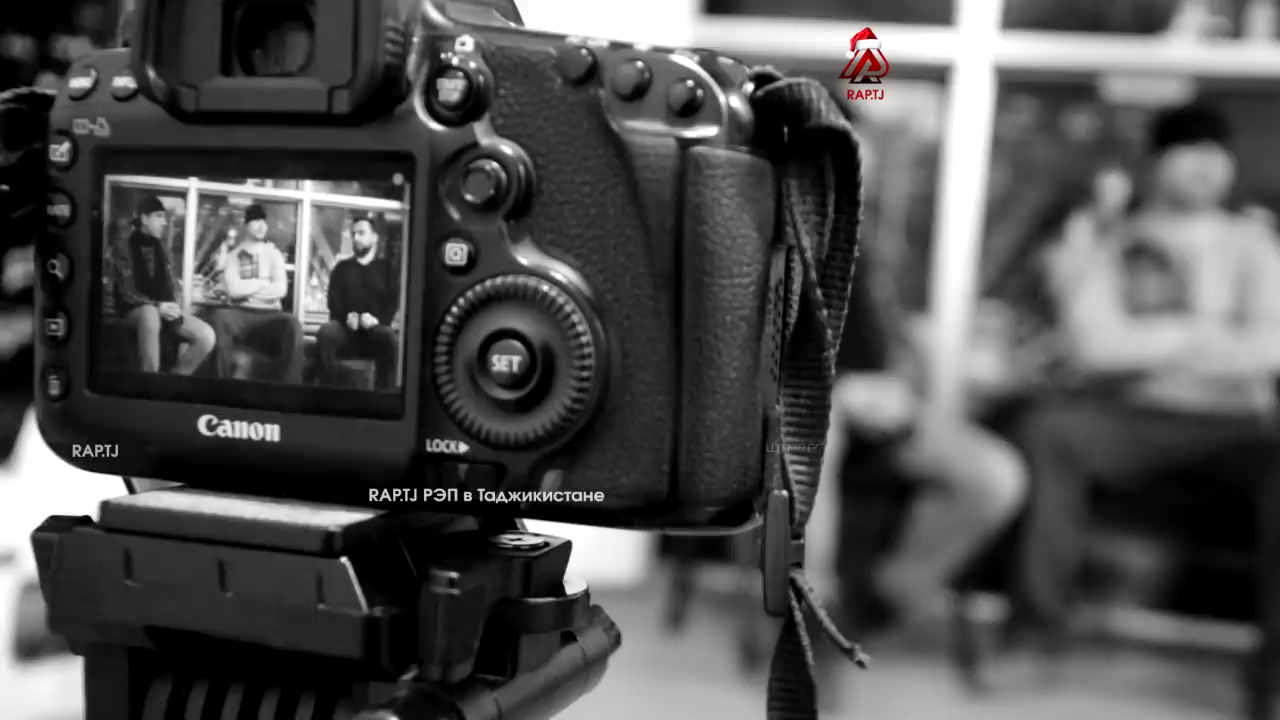 RAP.TJ
SET
Canon
LOCK▶
RAP.TJ
RAP.TJ РЭП в Таджикистане